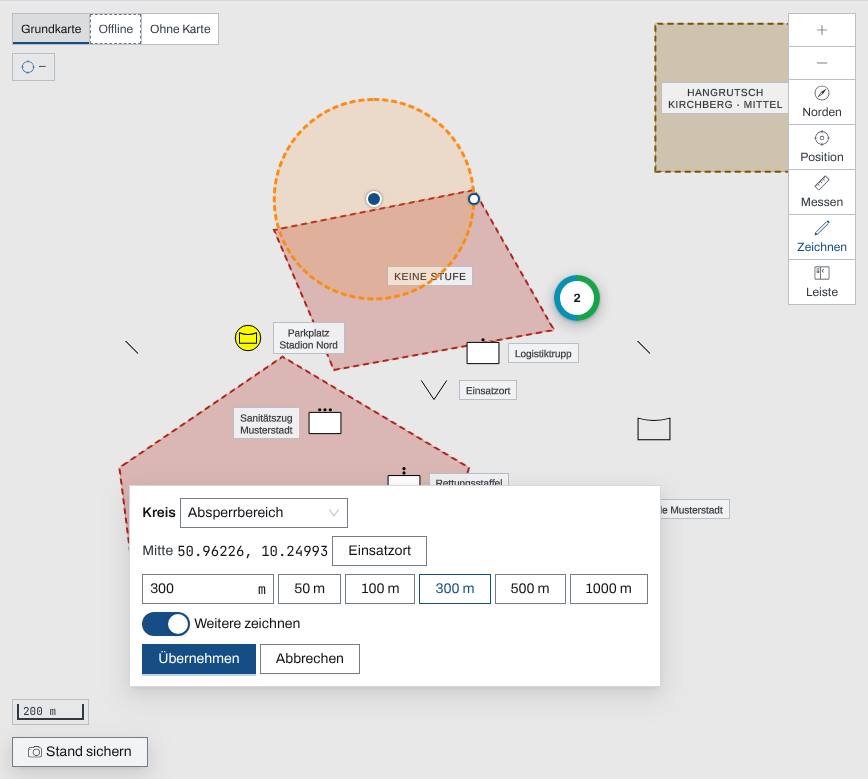 Grundkarte Offline Ohne Karte
–
HANGRUTSCH
KIRCHBERG · MITTEL
Norden
Position
Messen
Zeichnen
Leiste
KEINE STUFE
2
Parkplatz
Stadion Nord
Logistiktrupp
Einsatzort
Sanitätszug
Musterstadt
Rettungsstaffel
le Musterstadt
Kreis Absperrbereich
Mitte 50.96226, 10.24993 Einsatzort
300 m 50 m 100 m 300 m 500 m 1000 m
Weitere zeichnen
Übernehmen Abbrechen
200 m
Stand sichern